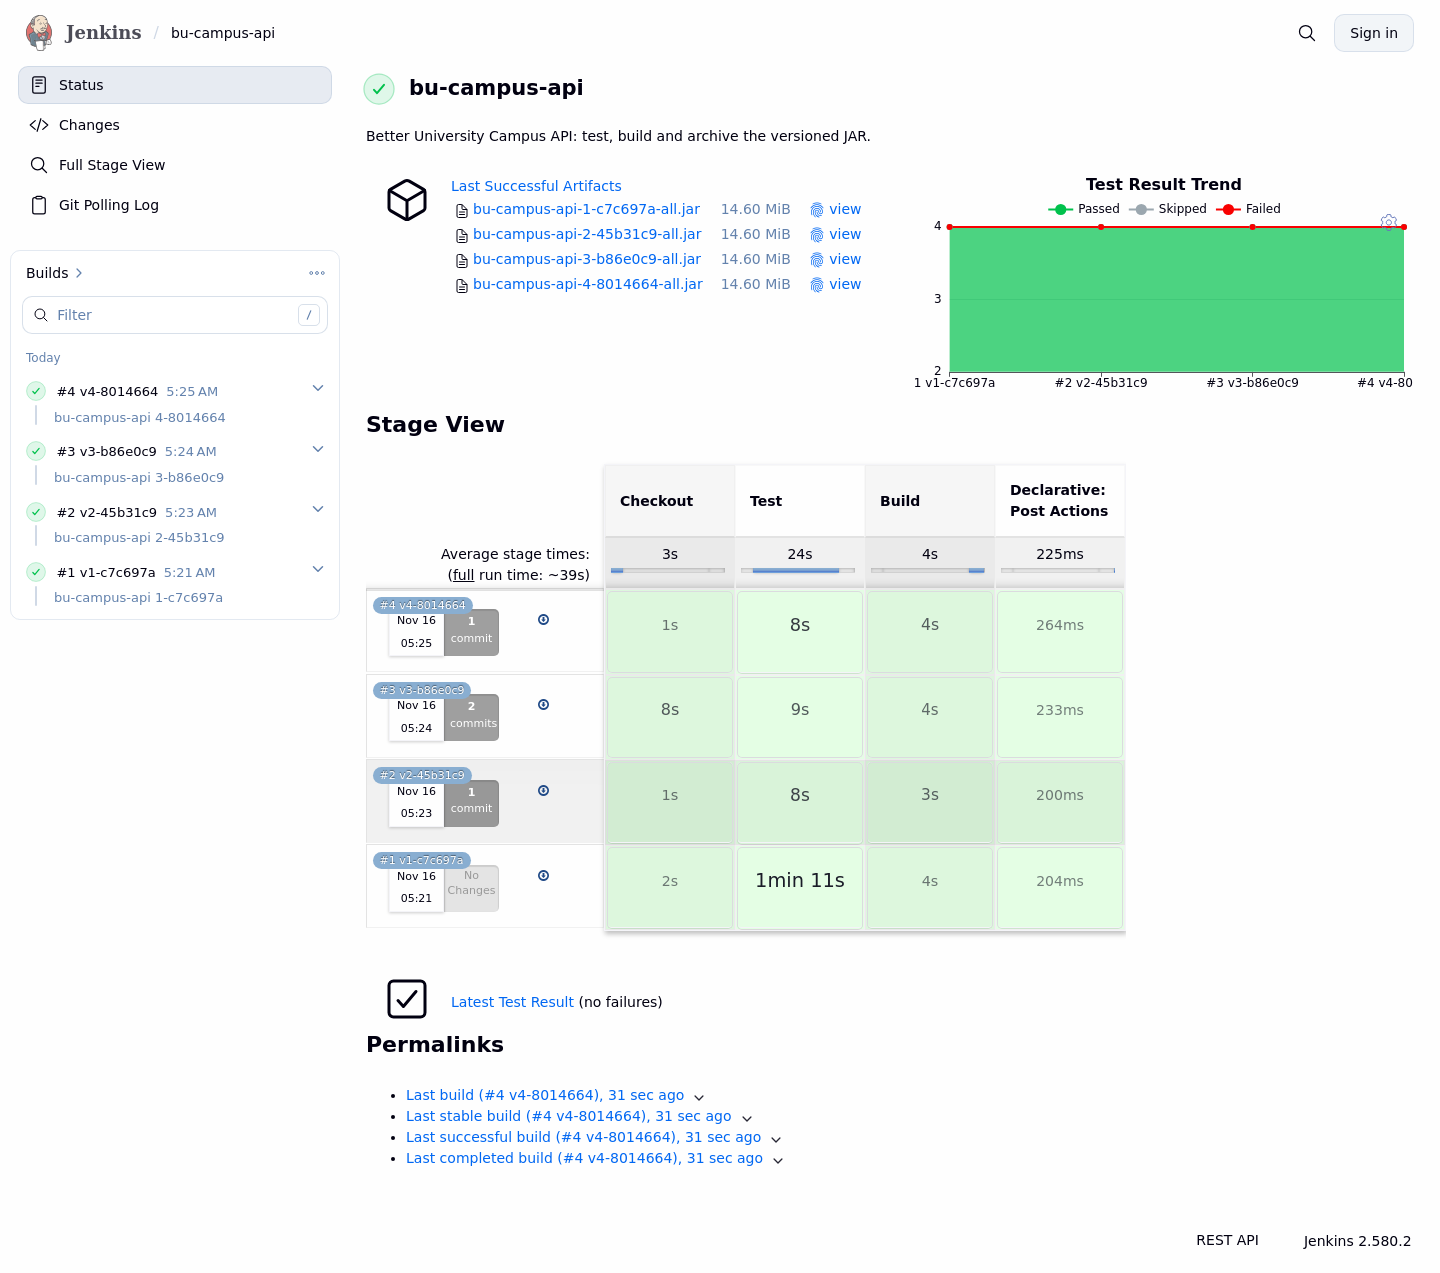 Jenkins / bu-campus-api
Sign in
Status
Changes
Full Stage View
Git Polling Log
Builds
Filter /
Today
#4 v4-8014664 5:25 AM
bu-campus-api 4-8014664
#3 v3-b86e0c9 5:24 AM
bu-campus-api 3-b86e0c9
#2 v2-45b31c9 5:23 AM
bu-campus-api 2-45b31c9
#1 v1-c7c697a 5:21 AM
bu-campus-api 1-c7c697a
bu-campus-api
Better University Campus API: test, build and archive the versioned JAR.
Last Successful Artifacts
bu-campus-api-1-c7c697a-all.jar 14.60 MiB view
bu-campus-api-2-45b31c9-all.jar 14.60 MiB view
bu-campus-api-3-b86e0c9-all.jar 14.60 MiB view
bu-campus-api-4-8014664-all.jar 14.60 MiB view
Test Result Trend
Passed Skipped Failed
4
3
2
1 v1-c7c697a #2 v2-45b31c9 #3 v3-b86e0c9 #4 v4-80
Stage View
Checkout Test Build Declarative: Post Actions
Average stage times: 3s 24s 4s 225ms
(full run time: ~39s)
#4 v4-8014664
Nov 16 05:25 1 commit 1s 8s 4s 264ms
#3 v3-b86e0c9
Nov 16 05:24 2 commits 8s 9s 4s 233ms
#2 v2-45b31c9
Nov 16 05:23 1 commit 1s 8s 3s 200ms
#1 v1-c7c697a
Nov 16 05:21 No Changes 2s 1min 11s 4s 204ms
Latest Test Result (no failures)
Permalinks
Last build (#4 v4-8014664), 31 sec ago
Last stable build (#4 v4-8014664), 31 sec ago
Last successful build (#4 v4-8014664), 31 sec ago
Last completed build (#4 v4-8014664), 31 sec ago
REST API Jenkins 2.580.2